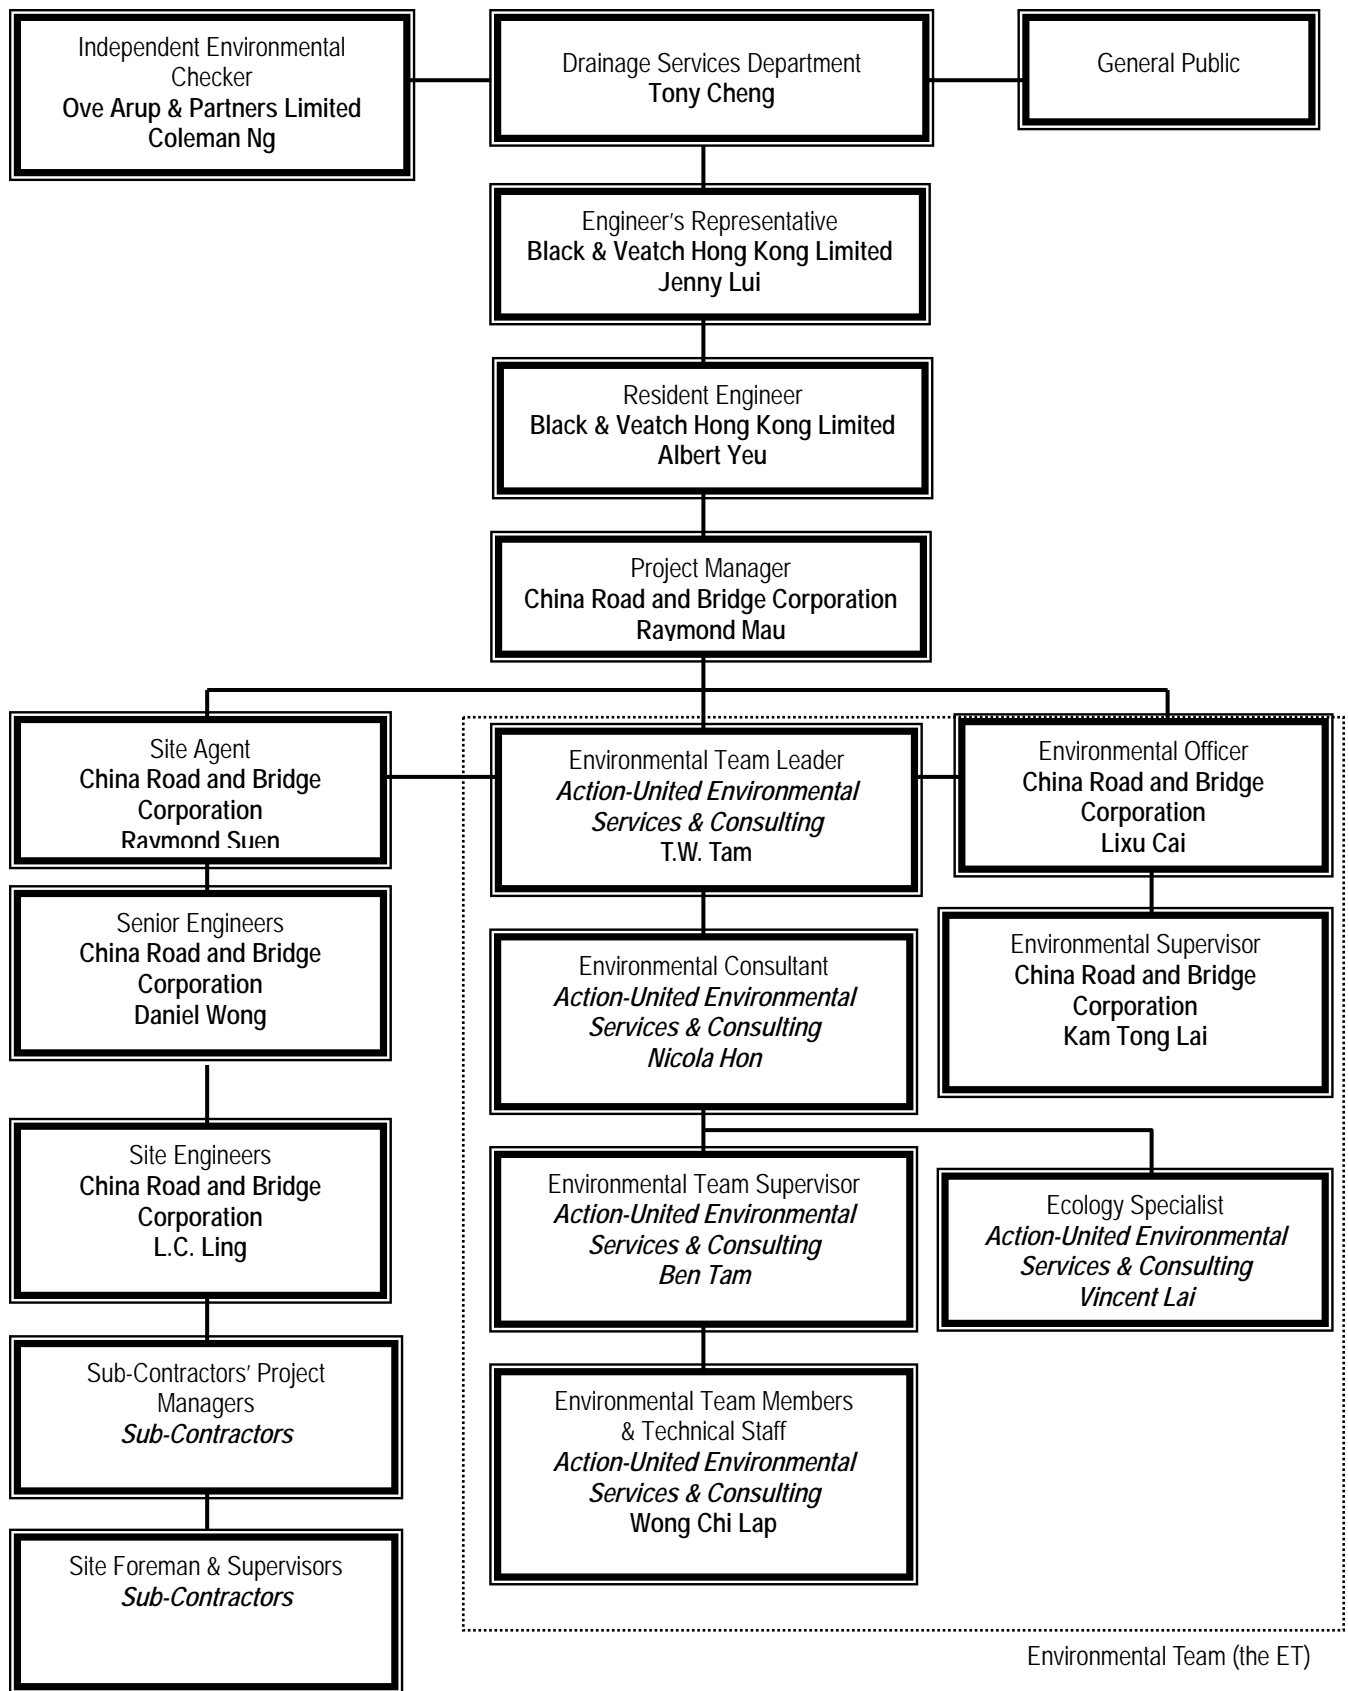 Independent Environmental
Checker
Ove Arup & Partners Limited
Coleman Ng
Drainage Services Department
Tony Cheng
General Public
Engineer's Representative
Black & Veatch Hong Kong Limited
Jenny Lui
Resident Engineer
Black & Veatch Hong Kong Limited
Albert Yeu
Project Manager
China Road and Bridge Corporation
Raymond Mau
Site Agent
China Road and Bridge
Corporation
Raymond Suen
Environmental Team Leader
Action-United Environmental
Services & Consulting
T.W. Tam
Environmental Officer
China Road and Bridge
Corporation
Lixu Cai
Senior Engineers
China Road and Bridge
Corporation
Daniel Wong
Environmental Consultant
Action-United Environmental
Services & Consulting
Nicola Hon
Environmental Supervisor
China Road and Bridge
Corporation
Kam Tong Lai
Site Engineers
China Road and Bridge
Corporation
L.C. Ling
Environmental Team Supervisor
Action-United Environmental
Services & Consulting
Ben Tam
Ecology Specialist
Action-United Environmental
Services & Consulting
Vincent Lai
Sub-Contractors' Project
Managers
Sub-Contractors
Environmental Team Members
& Technical Staff
Action-United Environmental
Services & Consulting
Wong Chi Lap
Site Foreman & Supervisors
Sub-Contractors
Environmental Team (the ET)